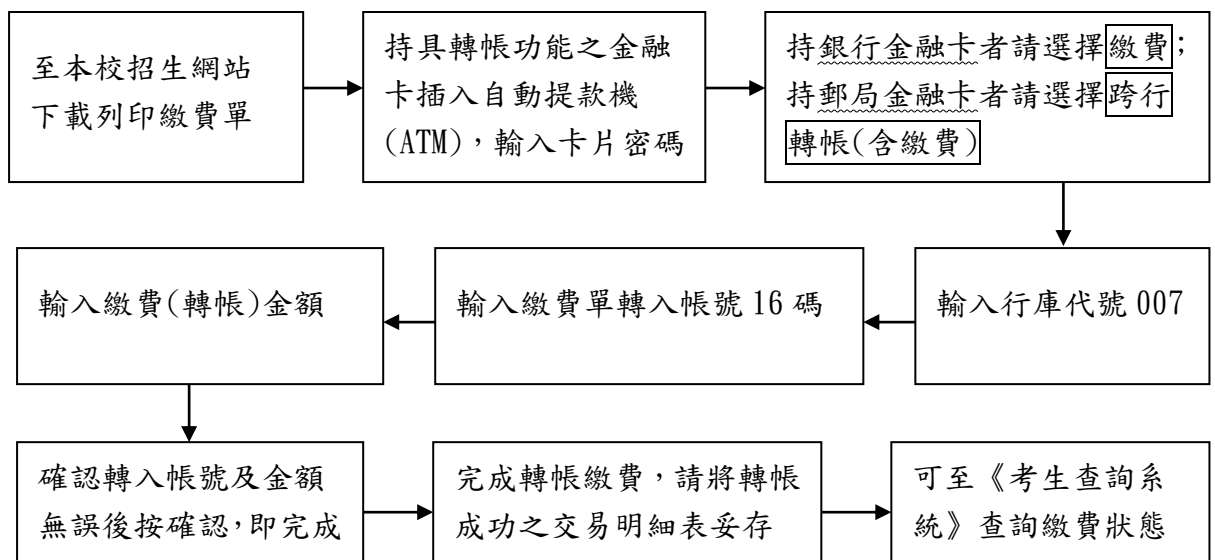 至本校招生網站
下載列印繳費單
持具轉帳功能之金融
卡插入自動提款機
(ATM)，輸入卡片密碼
持銀行金融卡者請選擇繳費；
持郵局金融卡者請選擇跨行
轉帳(含繳費)
輸入行庫代號 007
輸入繳費單轉入帳號 16 碼
輸入繳費(轉帳)金額
確認轉入帳號及金額
無誤後按確認，即完成
完成轉帳繳費，請將轉帳
成功之交易明細表妥存
可至《考生查詢系
統》查詢繳費狀態